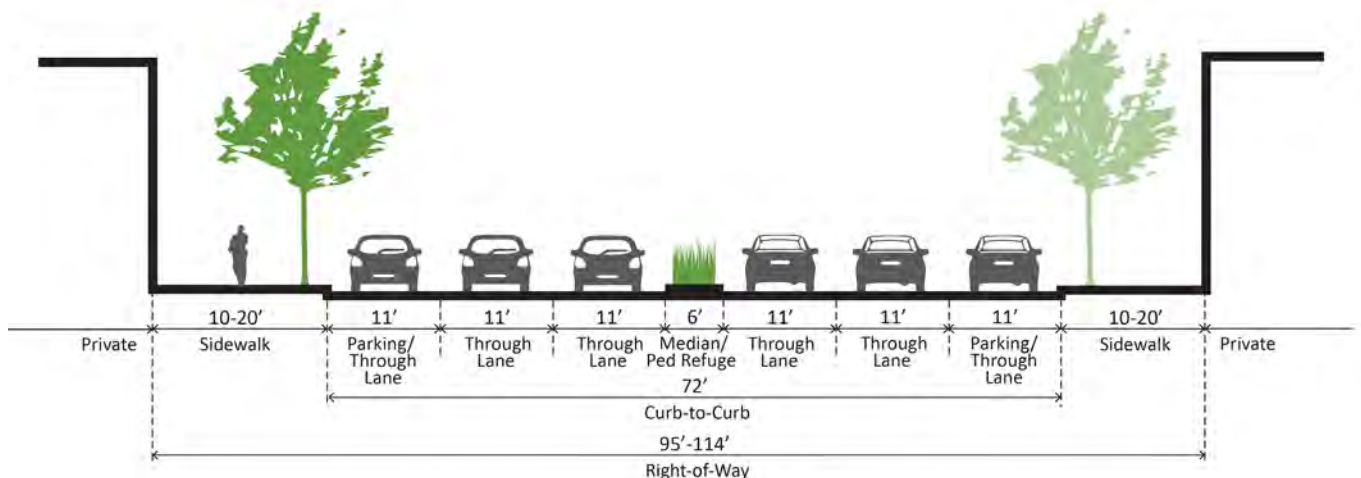 10-20’ 11’ 11’ 11’ 6’ 11’ 11’ 11’ 10-20’
Private Sidewalk Parking/ Through Through Median/ Through Through Parking/ Sidewalk Private
Through Lane Lane Ped Refuge Lane Lane Through
Lane Lane
72’
Curb-to-Curb
95’-114’
Right-of-Way